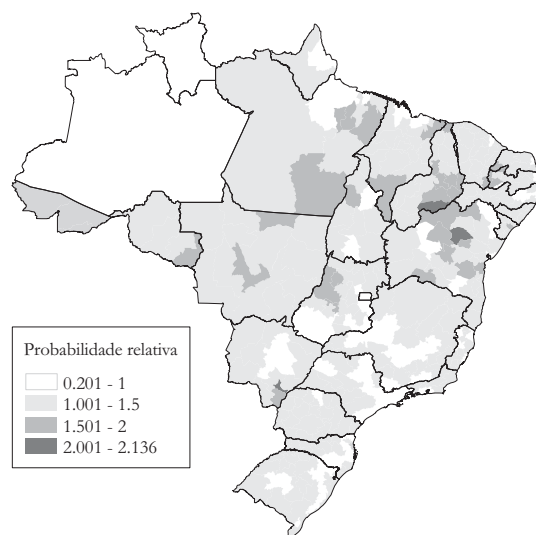 Probabilidade relativa
0.201 - 1
1.001 - 1.5
1.501 - 2
2.001 - 2.136